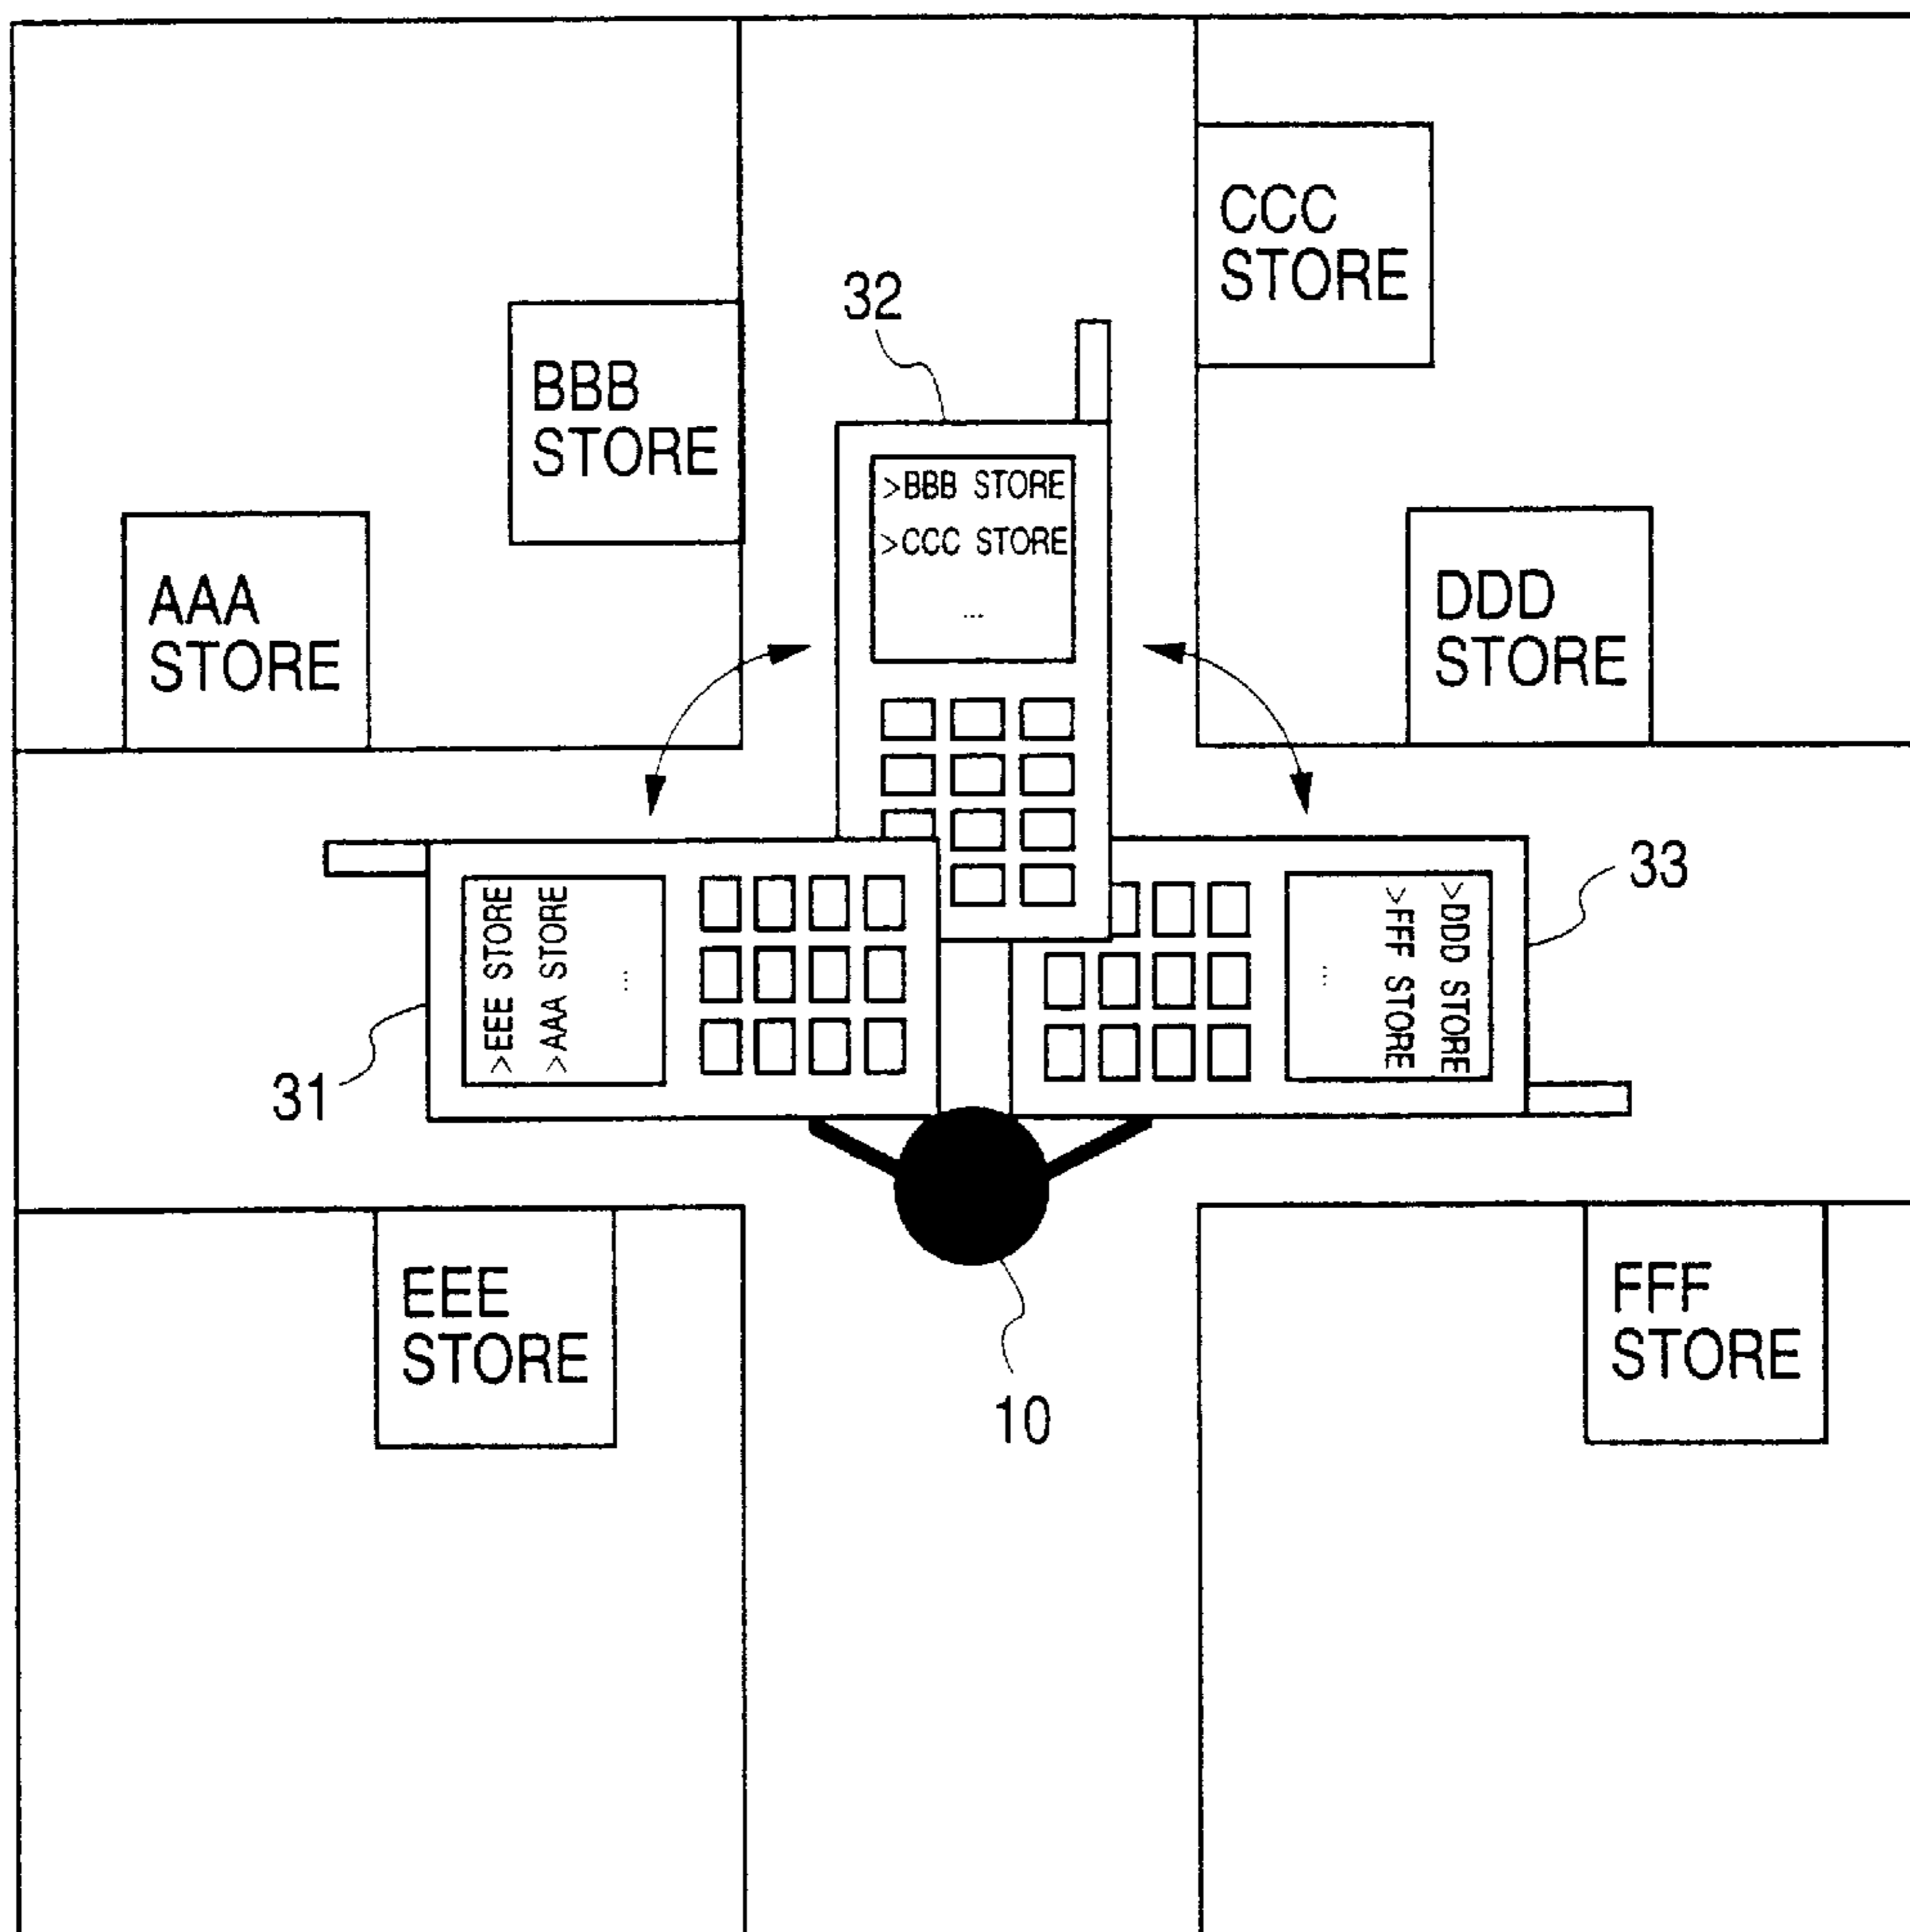 CCC
STORE
32
BBB
STORE
>BBB STORE
>CCC STORE
...
AAA
STORE
DDD
STORE
33
>EEE STORE
>AAA STORE
...
>DDD STORE
>FFF STORE
...
31
EEE
STORE
FFF
STORE
10